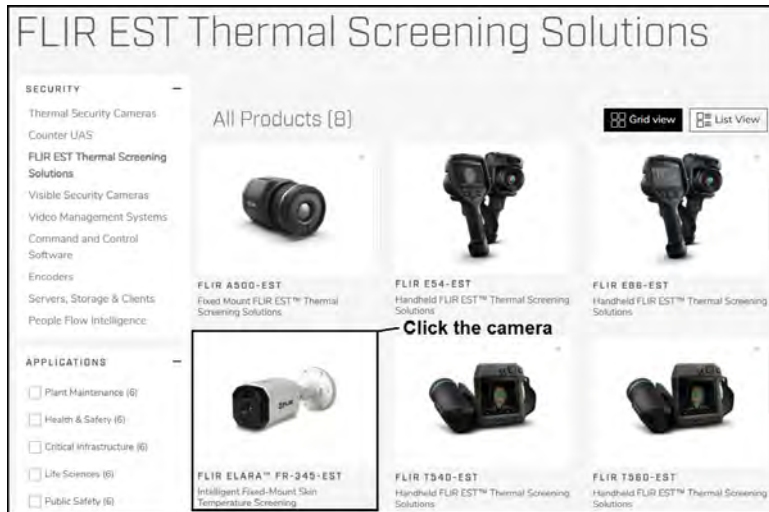 FLIR EST Thermal Screening Solutions
SECURITY
Thermal Security Cameras
Counter UAS
FLIR EST Thermal Screening
Solutions
Visible Security Cameras
Video Management Systems
Command and Control
Software
Encoders
Servers, Storage & Clients
People Flow Intelligence
APPLICATIONS
Plant Maintenance (6)
Health & Safety (6)
Critical Infrastructure (6)
Life Sciences (6)
Public Safety (6)
All Products (8)
Grid view
List View
FLIR A500-EST
Fixed Mount FLIR EST™ Thermal
Screening Solutions
FLIR E54-EST
Handheld FLIR EST™ Thermal Screening
Solutions
FLIR E86-EST
Handheld FLIR EST™ Thermal Screening
Solutions
Click the camera
FLIR ELARA™ FR-345-EST
Intelligent Fixed-Mount Skin
Temperature Screening
FLIR T540-EST
Handheld FLIR EST™ Thermal Screening
Solutions
FLIR T560-EST
Handheld FLIR EST™ Thermal Screening
Solutions